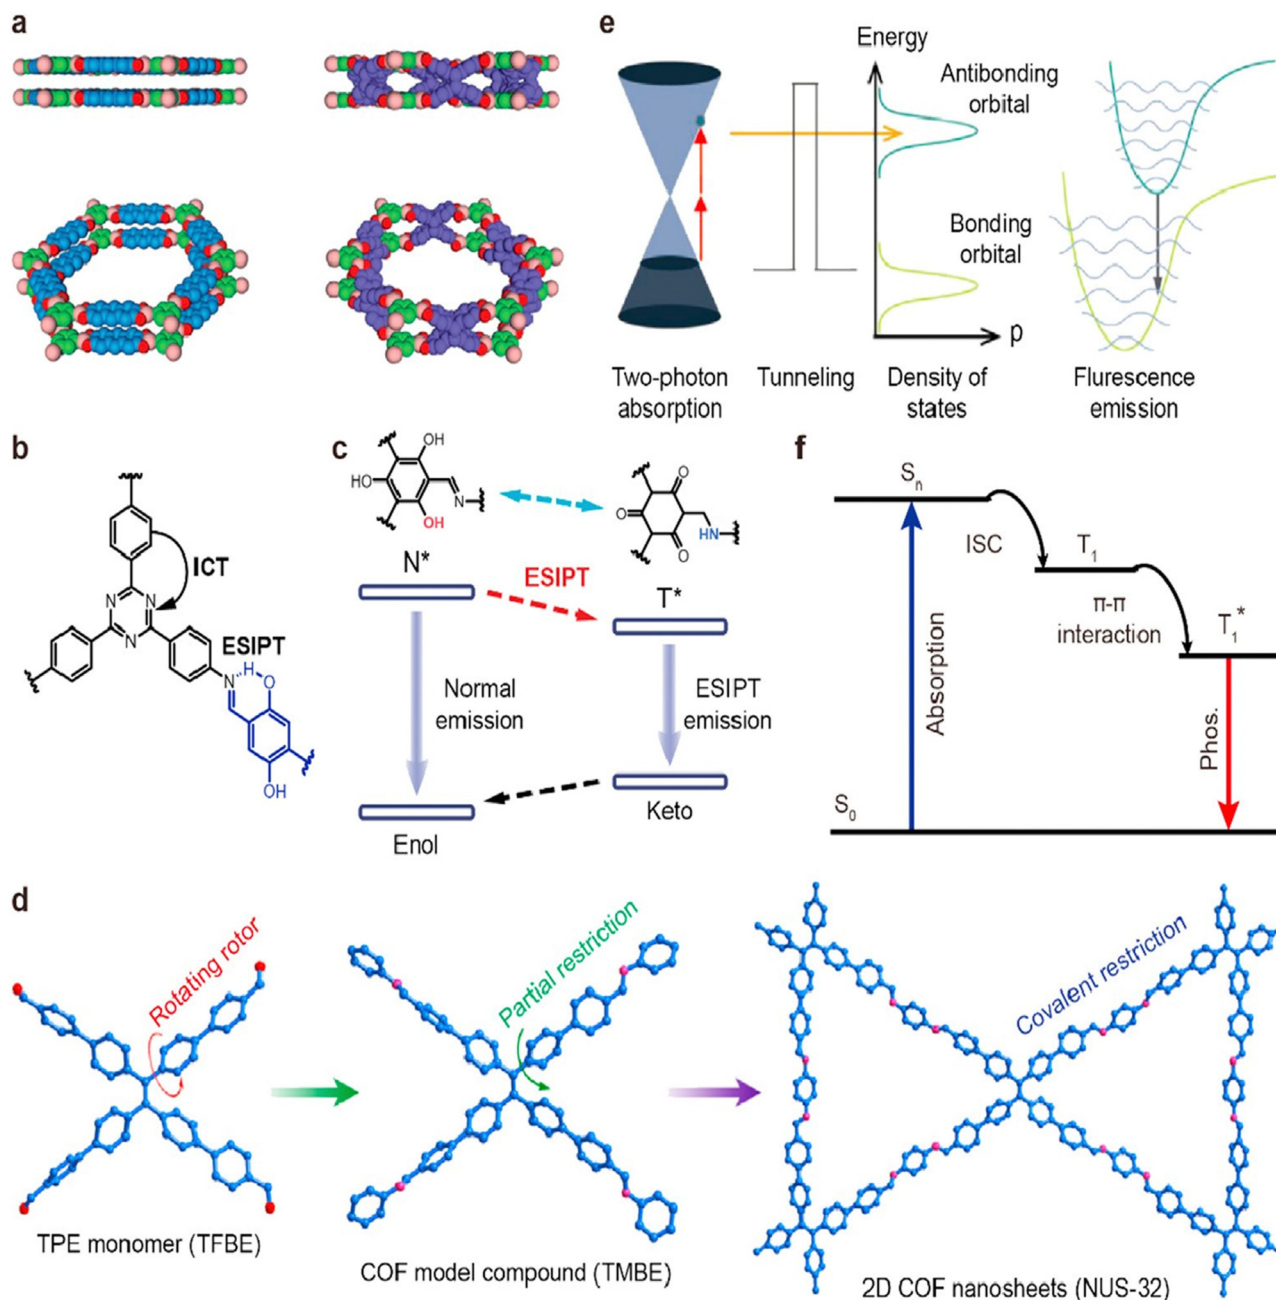 a
e
Energy
Antibonding
orbital
Bonding
orbital
p
Two-photon
absorption
Tunneling
Density of
states
Flurescence
emission
b
ICT
N
N
N
ESIPT
H
N
O
OH
c
OH
HO
N
OH
O
O
HN
O
N*
ESIPT
T*
Normal
emission
ESIPT
emission
Enol
Keto
f
Sn
ISC
T1
π-π
interaction
T1*
Absorption
Phos.
S0
d
Rotating rotor
Partial restriction
Covalent restriction
TPE monomer (TFBE)
COF model compound (TMBE)
2D COF nanosheets (NUS-32)